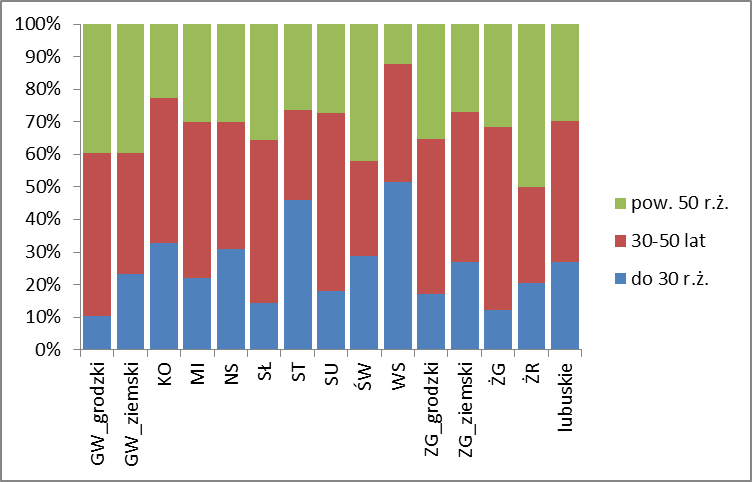 100%
90%
80%
70%
60%
50%
40%
30%
20%
10%
0%
GW_grodzki
GW_ziemski
KO
MI
NS
SŁ
ST
SU
ŚW
WS
ZG_grodzki
ZG_ziemski
ŻG
ŻR
lubuskie
pow. 50 r.ż.
30-50 lat
do 30 r.ż.